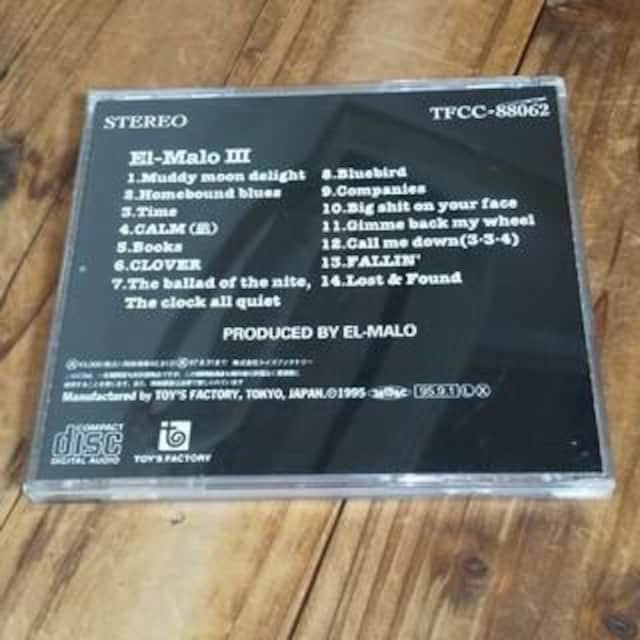 STEREO
TFCC-88062
El-Malo III
1.Muddy moon delight
2.Homebound blues
3.Time
4.CALM(凪)
5.Books
6.CLOVER
7.The ballad of the nite,
The clock all quiet
8.Bluebird
9.Companies
10.Big shit on your face
11.Gimme back my wheel
12.Call me down(3・3・4)
13.FALLIN'
14.Lost & Found
PRODUCED BY EL-MALO
Manufactured by TOY'S FACTORY, TOKYO, JAPAN.©1995
95.9.1 L X
COMPACT
disc
DIGITAL AUDIO
TOY'S FACTORY